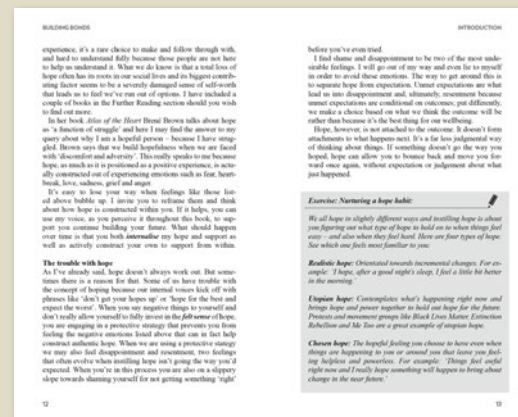 BUILDING BONDS
experience, it's a rare choice to make and follow through with,
and hard to understand fully because those people are not here
to help us understand it. What we do know is that a total loss of
hope often has its roots in our social lives and its biggest contrib-
uting factor seems to be a severely damaged sense of self-worth
that leads us to feel we've run out of options. I have included a
couple of books in the Further Reading section should you wish
to find out more.
In her book Atlas of the Heart Brené Brown talks about hope
as 'a function of struggle' and here I may find the answer to my
query about why I am a hopeful person – because I have strug-
gled. Brown says that we build hopefulness when we are faced
with 'discomfort and adversity'. This really speaks to me because
hope, as much as it is positioned as a positive experience, is actu-
ally constructed out of experiencing emotions such as fear, heart-
break, love, sadness, grief and anger.
It's easy to lose your way when feelings like those list-
ed above bubble up. I invite you to reframe them and think
about how hope is constructed within you. If it helps, you can
use my voice, as you perceive it throughout this book, to sup-
port you continue building your future. What should happen
over time is that you both internalise my hope and support as
well as actively construct your own to support from within.
The trouble with hope
As I've already said, hope doesn't always work out. But some-
times there is a reason for that. Some of us have trouble with
the concept of hoping because our internal voices kick off with
phrases like 'don't get your hopes up' or 'hope for the best and
expect the worst'. When you say negative things to yourself and
don't really allow yourself to fully invest in the felt sense of hope,
you are engaging in a protective strategy that prevents you from
feeling the negative emotions listed above that can in fact help
construct authentic hope. When we are using a protective stategy
we may also feel disappointment and resentment, two feelings
that often evolve when instilling hope isn't going the way you'd
expected. When you're in this process you are also on a slippery
slope towards shaming yourself for not getting something 'right'
12
INTRODUCTION
before you've even tried.
I find shame and disappointment to be two of the most unde-
sirable feelings. I will go out of my way and even lie to myself
in order to avoid these emotions. The way to get around this is
to separate hope from expectation. Unmet expectations are what
lead us into disappointment and, ultimately, resentment because
unmet expectations are conditional on outcomes; put differently,
we make a choice based on what we think the outcome will be
rather than because it's the best thing for our wellbeing.
Hope, however, is not attached to the outcome. It doesn't form
attachments to what happens next. It's a far less judgemental way
of thinking about things. If something doesn't go the way you
hoped, hope can allow you to bounce back and move you for-
ward once again, without expectation or judgement about what
just happened.
Exercise: Nurturing a hope habit:
We all hope in slightly different ways and instilling hope is about
you figuring out what type of hope to hold on to when things feel
easy – and also when they feel hard. Here are four types of hope.
See which one feels most familiar to you:
Realistic hope: Orientated towards incremental changes. For ex-
ample: 'I hope, after a good night's sleep, I feel a little bit better
in the morning.'
Utopian hope: Contemplates what's happening right now and
brings hope and power together to hold out hope for the future.
Protests and movement groups like Black Lives Matter, Extinction
Rebellion and Me Too are a great example of utopian hope.
Chosen hope: The hopeful feeling you choose to have even when
things are happening to you or around you that leave you feel-
ing helpless and powerless. For example: 'Things feel awful
right now and I really hope something will happen to bring about
change in the near future.'
13